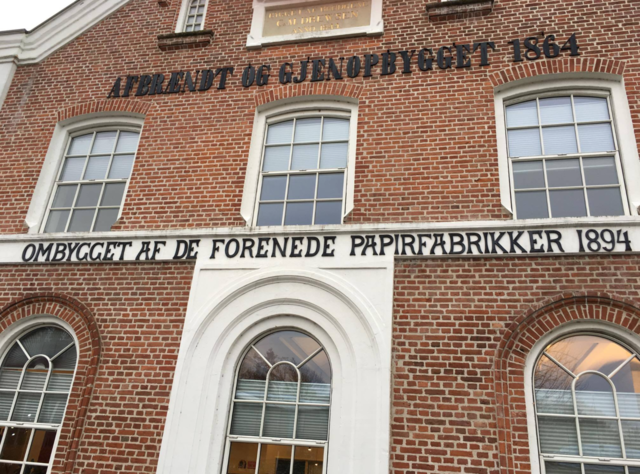 AFBRENDT OG GJENOPBYGGET 1864
OMBYGGET AF DE FORENEDE PAPIRFABRIKKER 1894